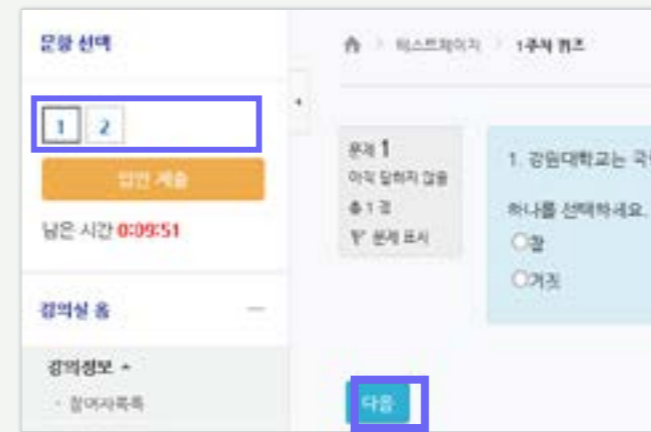 문항 선택
1 2
답안 제출
남은 시간 0:09:51
강의실 홈
강의정보
참여자목록
테스트페이지 1주차 퀴즈
문제 1
아직 답하지 않음
총 1 점
문제 표시
1. 강원대학교는 국
하나를 선택하세요.
참
거짓
다음